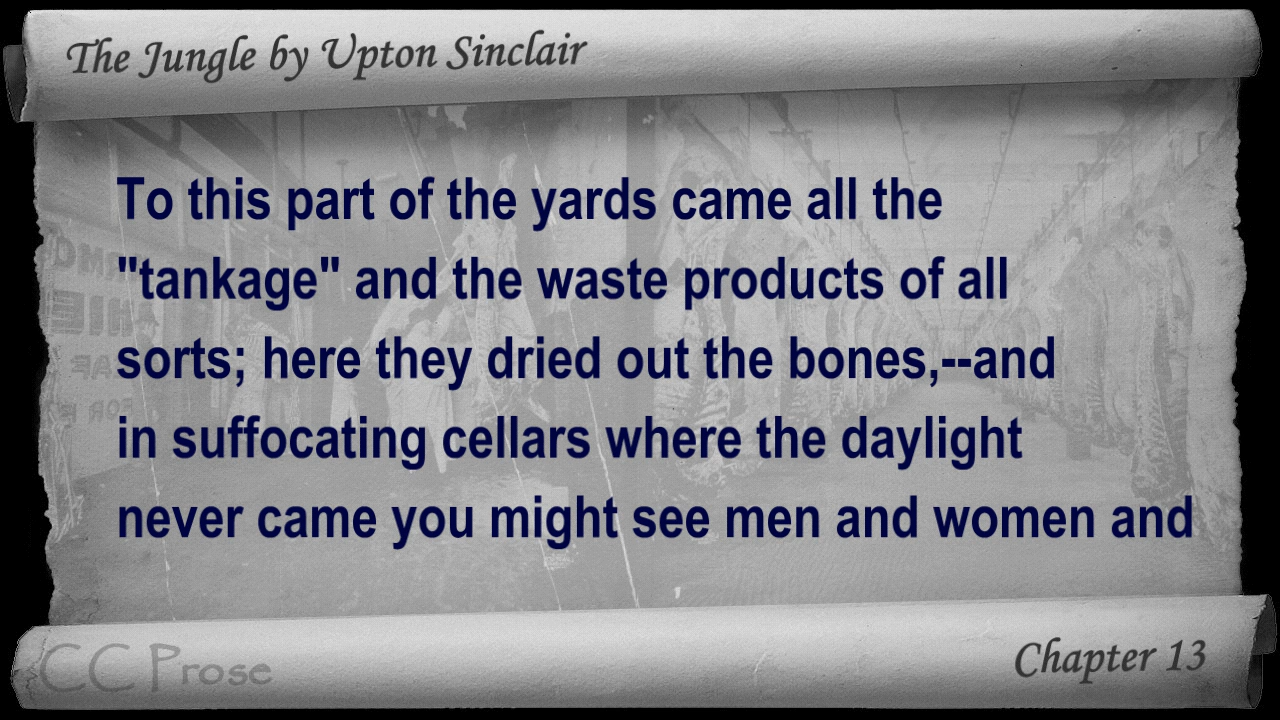 The Jungle by Upton Sinclair
To this part of the yards came all the
"tankage" and the waste products of all
sorts; here they dried out the bones,--and
in suffocating cellars where the daylight
never came you might see men and women and
CC Prose
Chapter 13